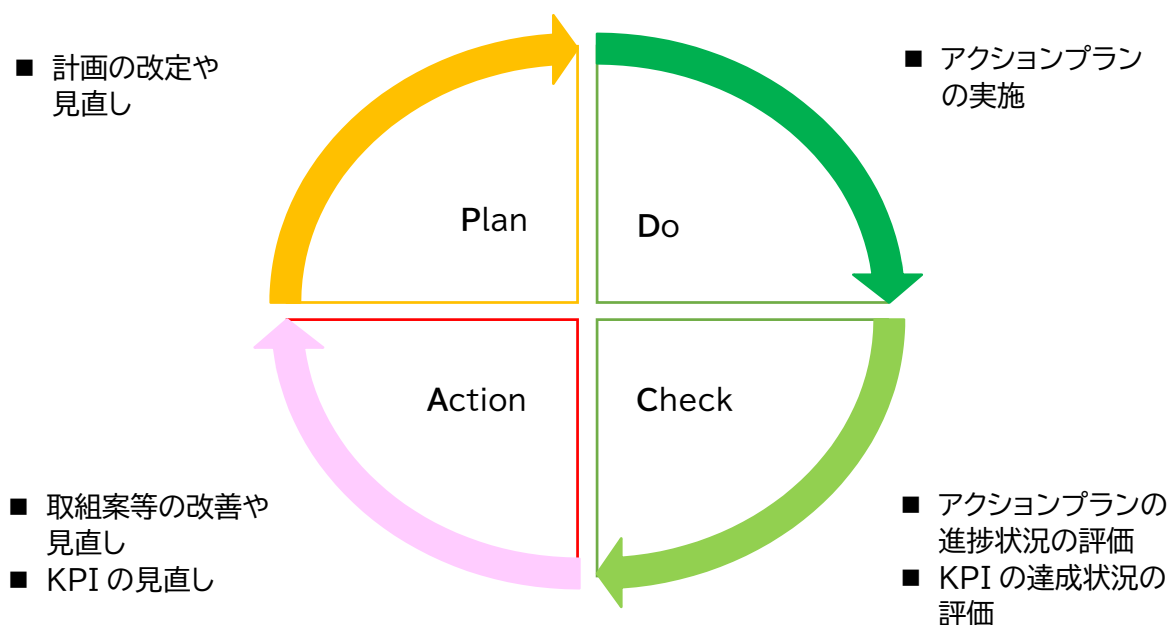 ■ 計画の改定や
見直し
■ アクションプラン
の実施
Plan
Do
Action
Check
■ 取組案等の改善や
見直し
■ KPI の見直し
■ アクションプランの
進捗状況の評価
■ KPI の達成状況の
評価